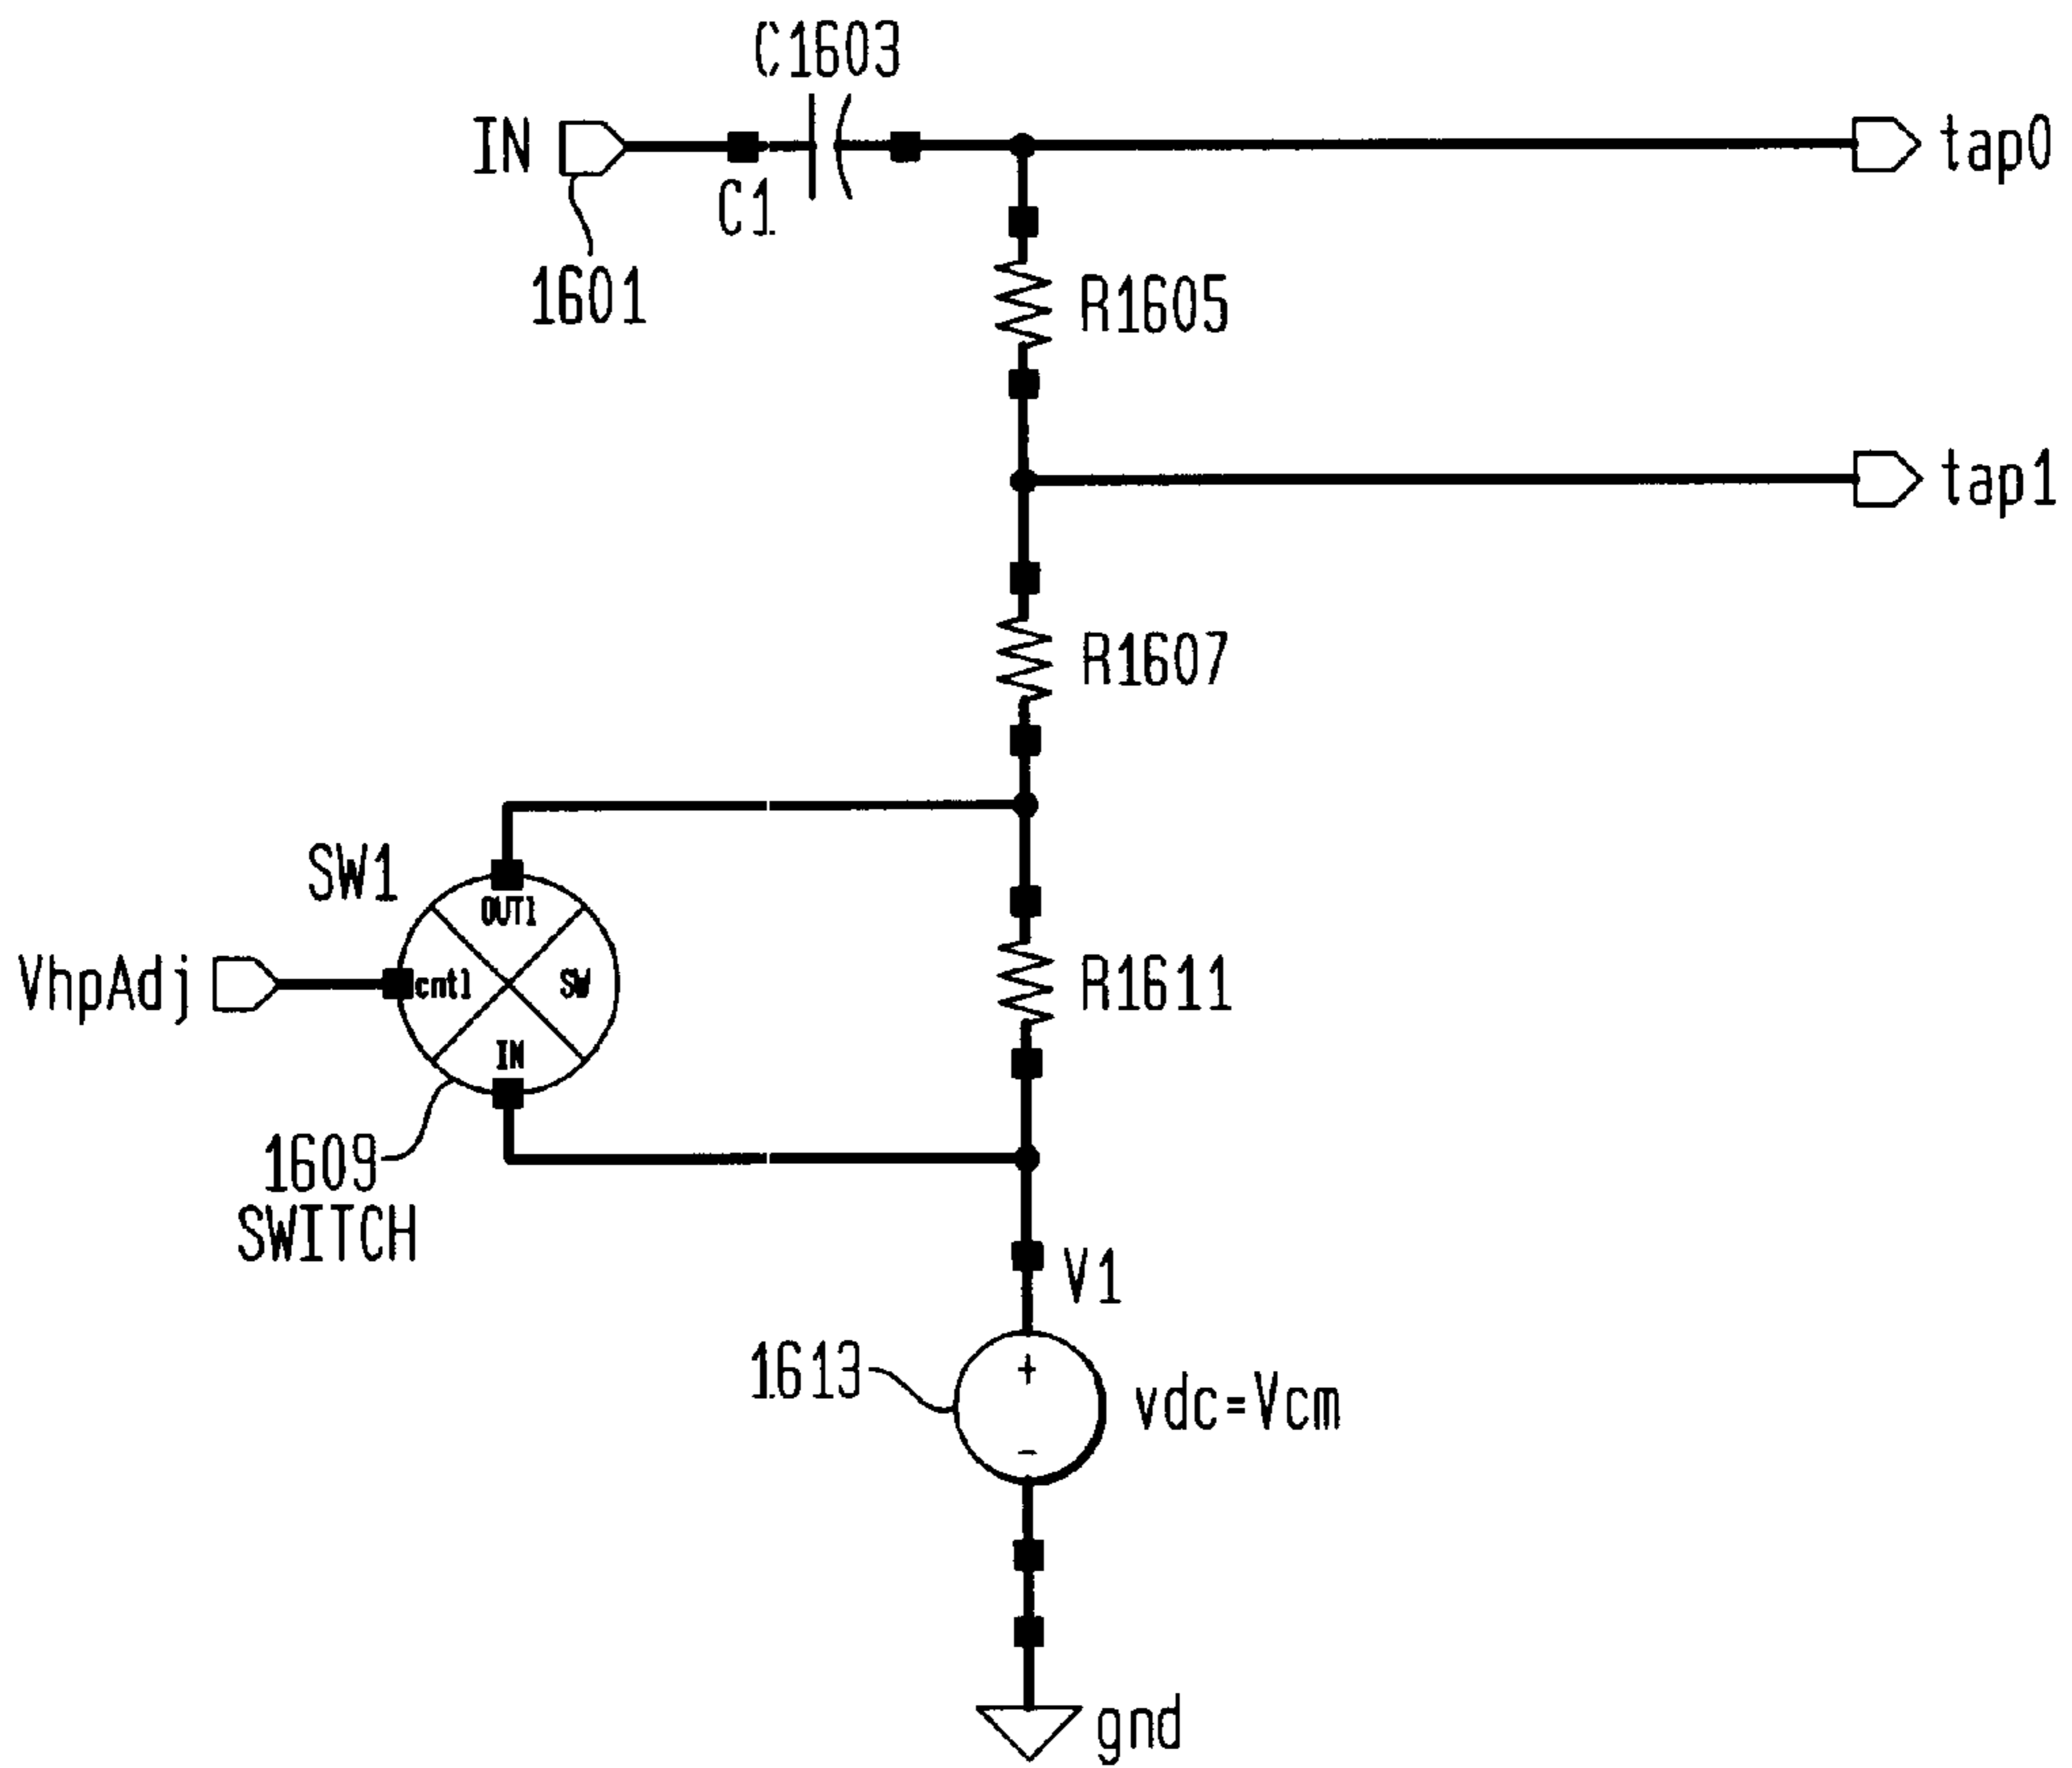 C1603
IN
tap0
C1
1601
R1605
tap1
R1607
SW1
OUT1
VhpAdj
cntl
SW
R1611
IN
1609
SWITCH
V1
1613
+
vdc=Vcm
-
gnd